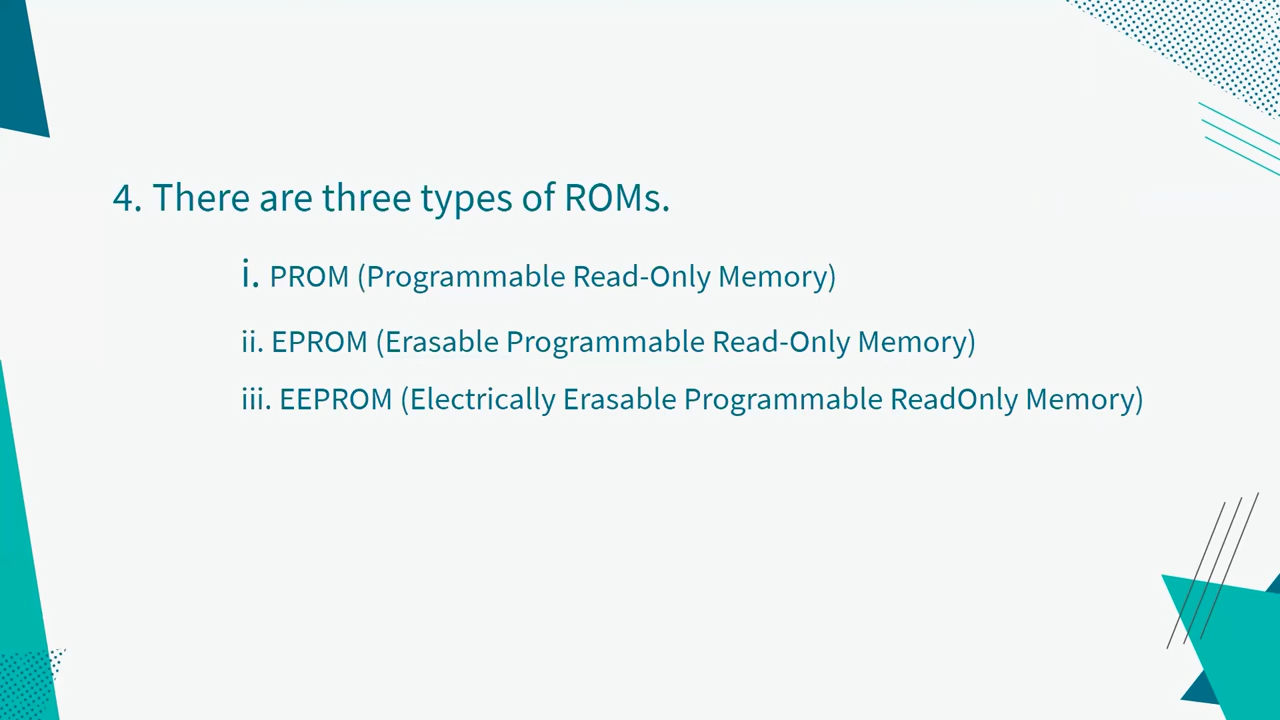 4. There are three types of ROMs.
i. PROM (Programmable Read-Only Memory)
ii. EPROM (Erasable Programmable Read-Only Memory)
iii. EEPROM (Electrically Erasable Programmable ReadOnly Memory)